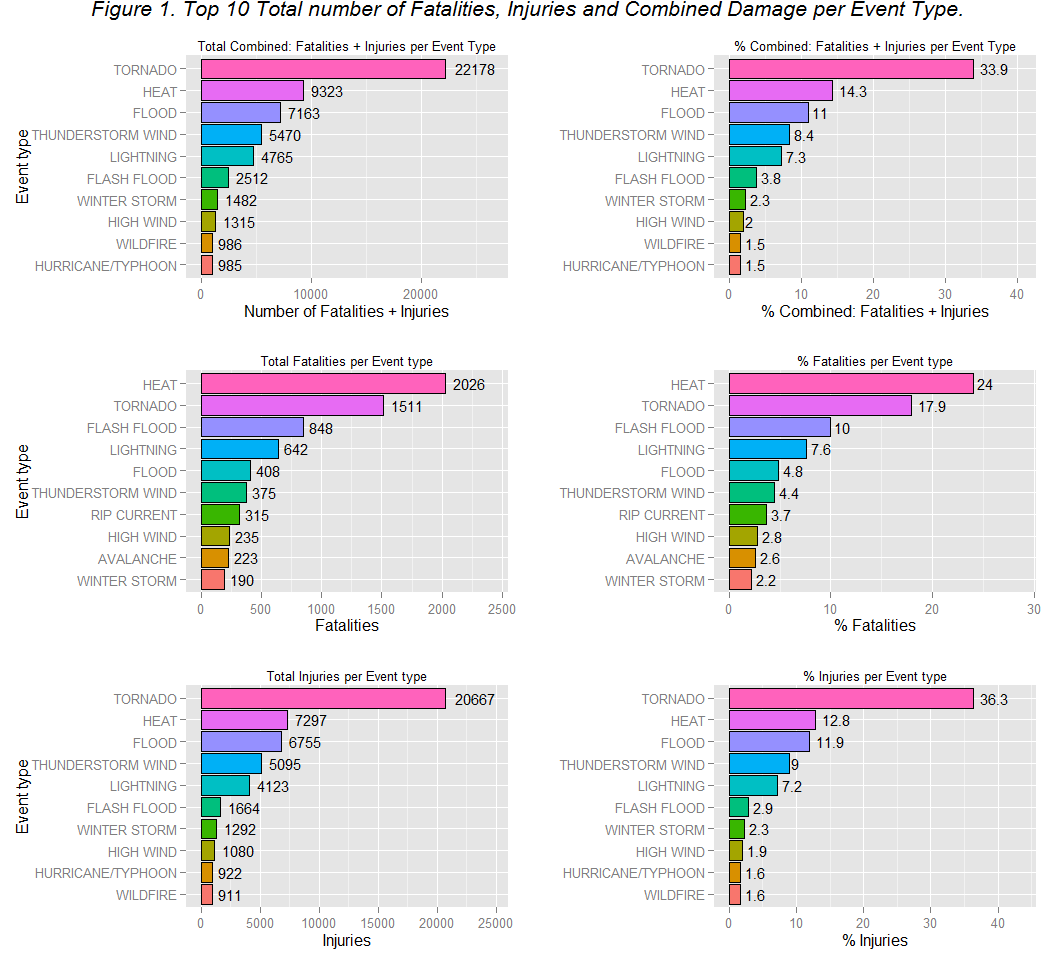 Figure 1. Top 10 Total number of Fatalities, Injuries and Combined Damage per Event Type.
Total Combined: Fatalities + Injuries per Event Type
Event type
TORNADO 22178
HEAT 9323
FLOOD 7163
THUNDERSTORM WIND 5470
LIGHTNING 4765
FLASH FLOOD 2512
WINTER STORM 1482
HIGH WIND 1315
WILDFIRE 986
HURRICANE/TYPHOON 985
0 10000 20000
Number of Fatalities + Injuries
% Combined: Fatalities + Injuries per Event Type
TORNADO 33.9
HEAT 14.3
FLOOD 11
THUNDERSTORM WIND 8.4
LIGHTNING 7.3
FLASH FLOOD 3.8
WINTER STORM 2.3
HIGH WIND 2
WILDFIRE 1.5
HURRICANE/TYPHOON 1.5
0 10 20 30 40
% Combined: Fatalities + Injuries
Total Fatalities per Event type
Event type
HEAT 2026
TORNADO 1511
FLASH FLOOD 848
LIGHTNING 642
FLOOD 408
THUNDERSTORM WIND 375
RIP CURRENT 315
HIGH WIND 235
AVALANCHE 223
WINTER STORM 190
0 500 1000 1500 2000 2500
Fatalities
% Fatalities per Event type
HEAT 24
TORNADO 17.9
FLASH FLOOD 10
LIGHTNING 7.6
FLOOD 4.8
THUNDERSTORM WIND 4.4
RIP CURRENT 3.7
HIGH WIND 2.8
AVALANCHE 2.6
WINTER STORM 2.2
0 10 20 30
% Fatalities
Total Injuries per Event type
Event type
TORNADO 20667
HEAT 7297
FLOOD 6755
THUNDERSTORM WIND 5095
LIGHTNING 4123
FLASH FLOOD 1664
WINTER STORM 1292
HIGH WIND 1080
HURRICANE/TYPHOON 922
WILDFIRE 911
0 5000 10000 15000 20000 25000
Injuries
% Injuries per Event type
TORNADO 36.3
HEAT 12.8
FLOOD 11.9
THUNDERSTORM WIND 9
LIGHTNING 7.2
FLASH FLOOD 2.9
WINTER STORM 2.3
HIGH WIND 1.9
HURRICANE/TYPHOON 1.6
WILDFIRE 1.6
0 10 20 30 40
% Injuries